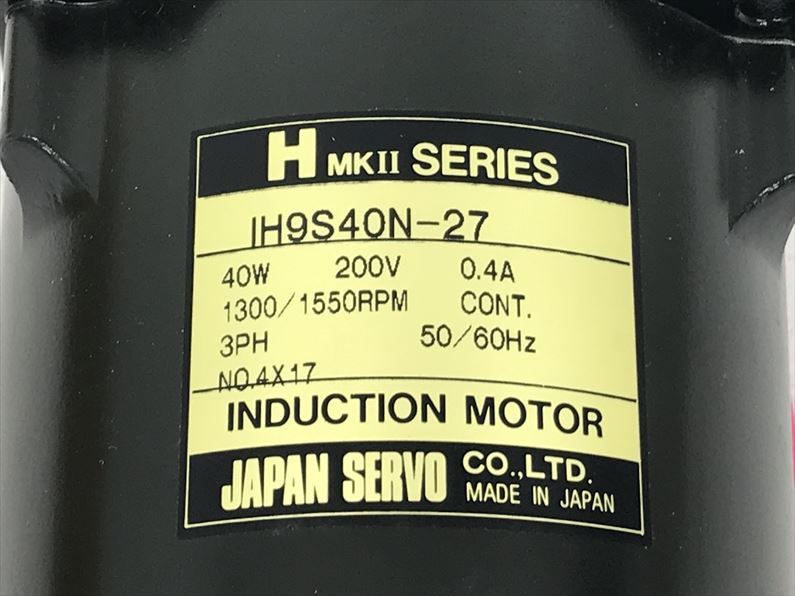 H MKII SERIES
IH9S40N-27
40W 200V 0.4A
1300/1550RPM CONT.
3PH 50/60Hz
NO.4X17
INDUCTION MOTOR
JAPAN SERVO CO.,LTD.
MADE IN JAPAN